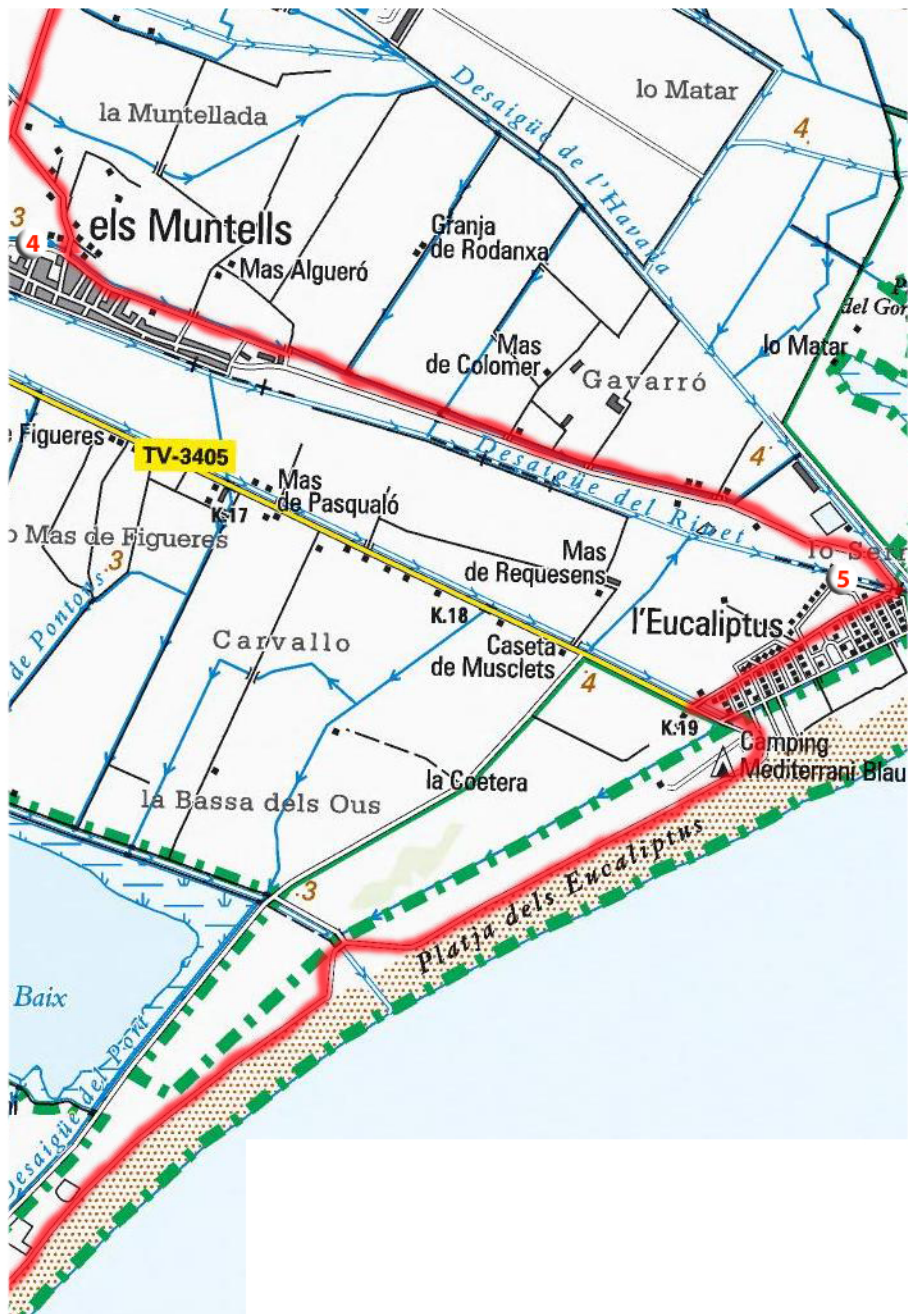 la Muntellada
lo Matar
Desaigüe de l'Havana
4
3
4
els Muntells
Granja
de Rodanxa
Mas Algueró
del Gor
lo Matar
Mas
de Colomer
Gavarró
4
Desaigüe del Riet
Figueres
TV-3405
Mas
de Pasqualó
K.17
Mas de Figueres
3
lo Serr
5
Mas
de Requesens
de Pontons
K.18
l'Eucaliptus
Carvallo
Caseta
de Musclets
4
K.19
Camping
Mediterrani Blau
la Coetera
la Bassa dels Ous
3
Platja dels Eucaliptus
Baix
Desaigüe del Port